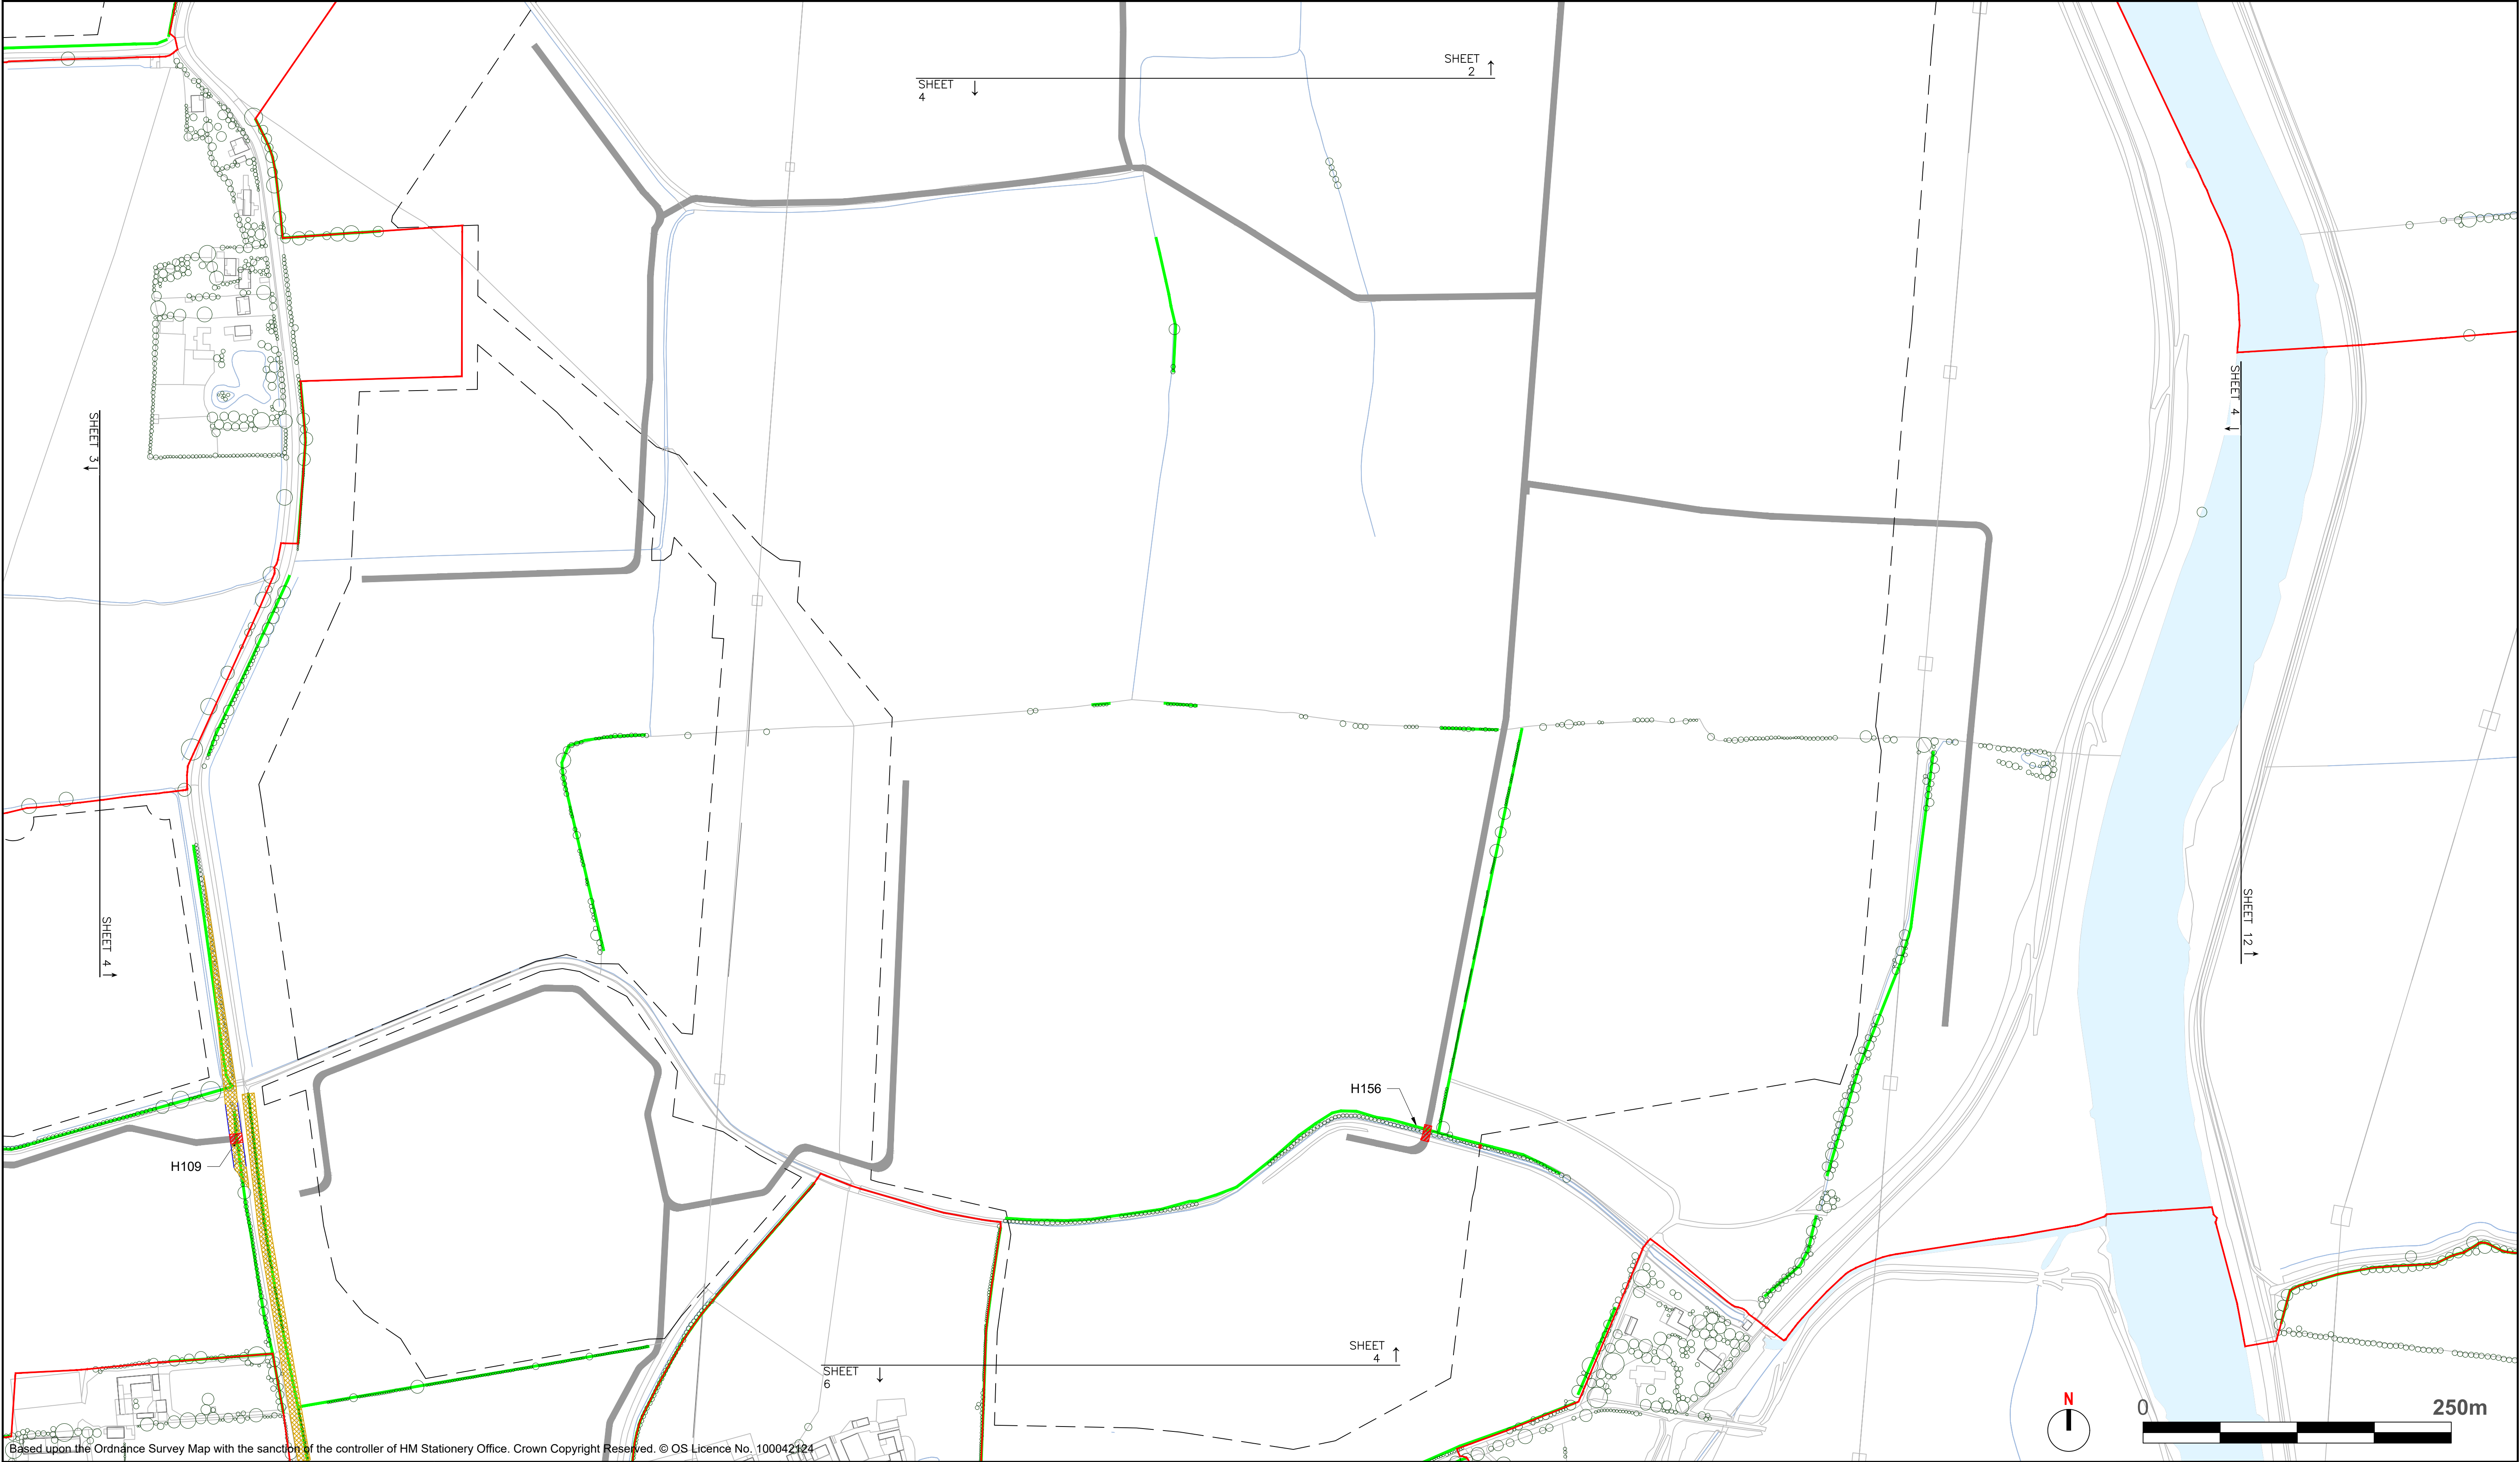 SHEET
2
SHEET
4
SHEET 3
SHEET 4
SHEET 4
SHEET 12
H156
H109
SHEET
4
SHEET
6
N
0
250m
Based upon the Ordnance Survey Map with the sanction of the controller of HM Stationery Office. Crown Copyright Reserved. © OS Licence No. 100042124